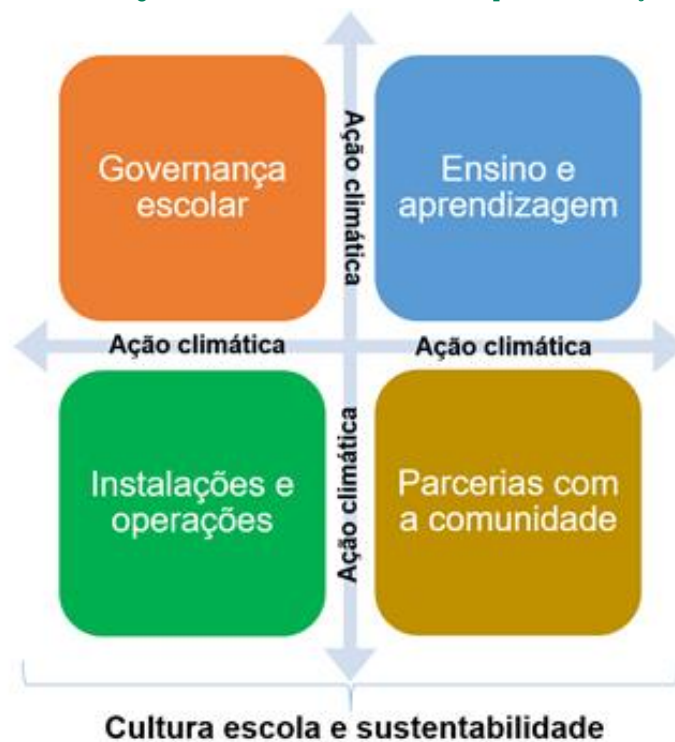 Governança
escolar
Ação climática
Ensino e
aprendizagem
Ação climática
Ação climática
Instalações e
operações
Ação climática
Parcerias com
a comunidade
Cultura escola e sustentabilidade